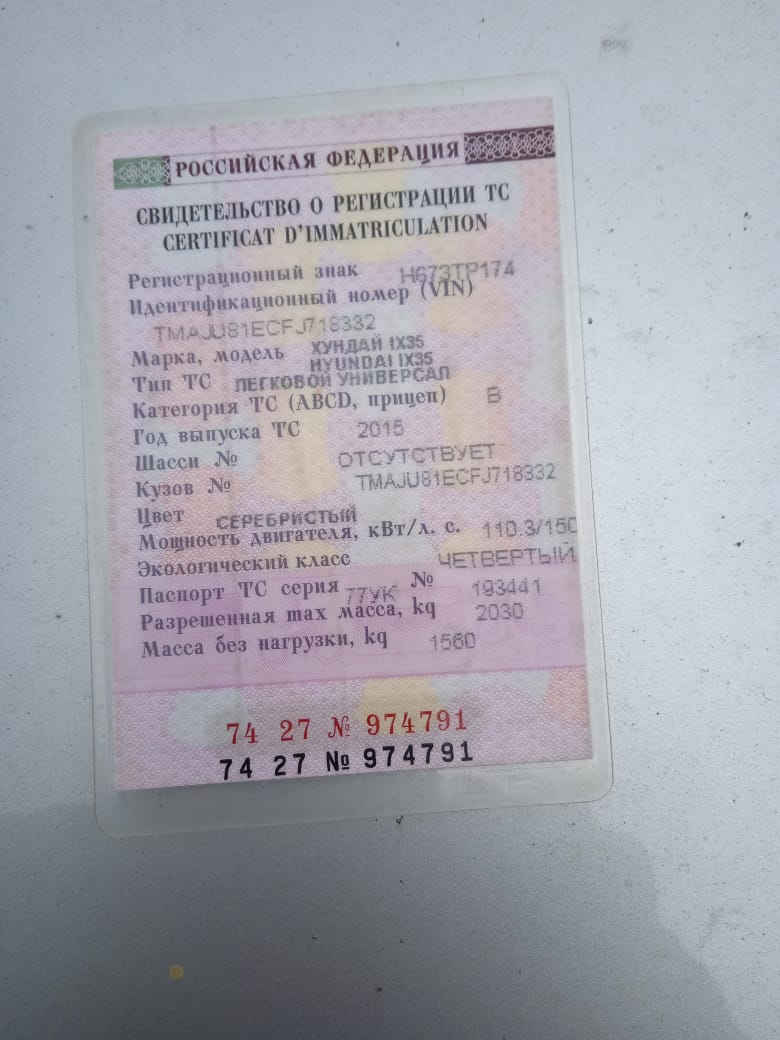 РОССИЙСКАЯ ФЕДЕРАЦИЯ
СВИДЕТЕЛЬСТВО О РЕГИСТРАЦИИ ТС
CERTIFICAT D'IMMATRICULATION
Регистрационный знак Н673ТР174
Идентификационный номер (VIN)
TMAJU81ECFJ718332
Марка, модель ХУНДАЙ IX35
HYUNDAI IX35
Тип ТС ЛЕГКОВОЙ УНИВЕРСАЛ
Категория ТС (ABCD, прицеп) B
Год выпуска ТС 2015
Шасси № ОТСУТСТВУЕТ
Кузов № TMAJU81ECFJ718332
Цвет СЕРЕБРИСТЫЙ
Мощность двигателя, кВт/л. с. 110.3/150
Экологический класс ЧЕТВЕРТЫЙ
Паспорт ТС серия 77УК № 193441
Разрешенная max масса, kg 2030
Масса без нагрузки, kg 1560
74 27 № 974791
74 27 № 974791